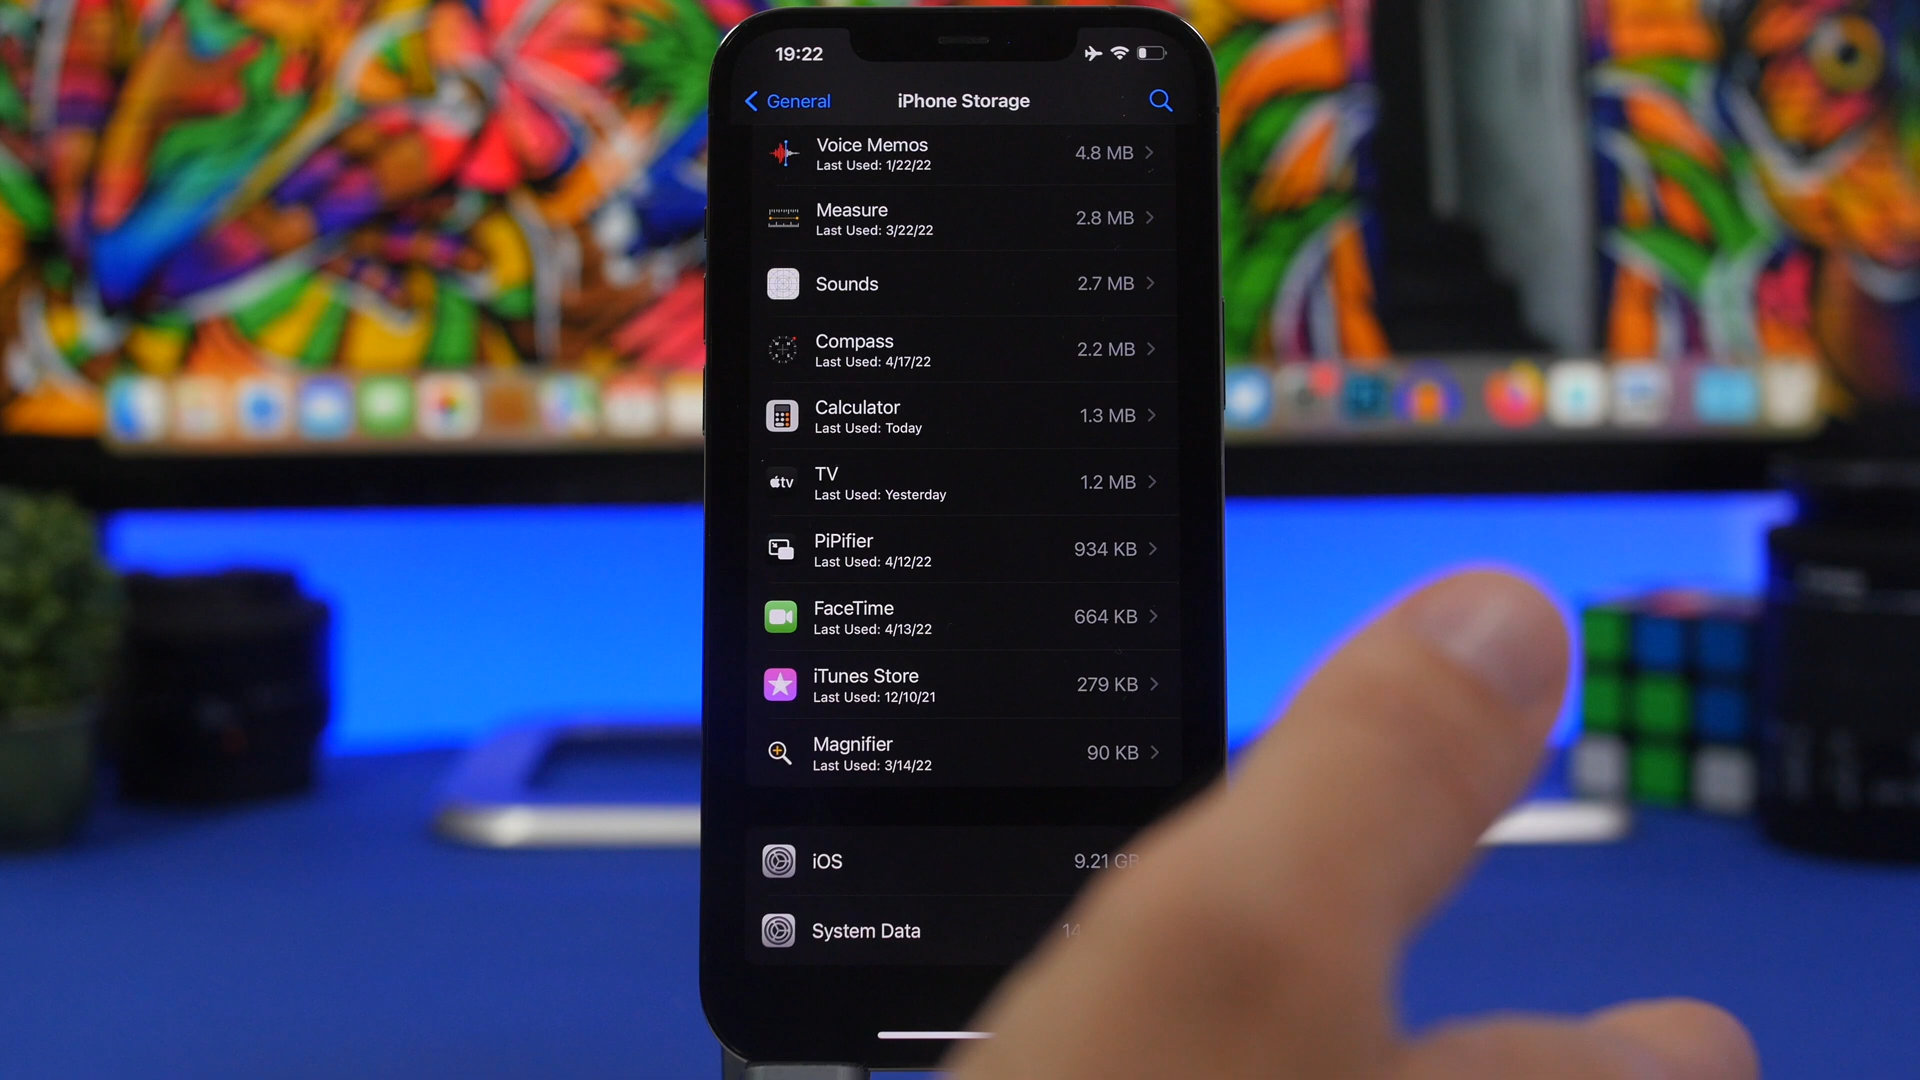 19:22
General
iPhone Storage
Voice Memos
4.8 MB
Last Used: 1/22/22
Measure
2.8 MB
Last Used: 3/22/22
Sounds
2.7 MB
Compass
2.2 MB
Last Used: 4/17/22
Calculator
1.3 MB
Last Used: Today
tv
TV
1.2 MB
Last Used: Yesterday
PiPifier
934 KB
Last Used: 4/12/22
FaceTime
664 KB
Last Used: 4/13/22
iTunes Store
279 KB
Last Used: 12/10/21
Magnifier
90 KB
Last Used: 3/14/22
iOS
9.21 GB
System Data
14